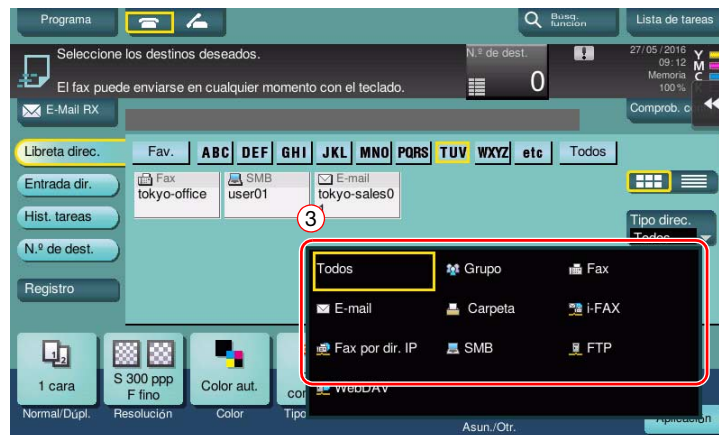 Programa
Búsq. función
Lista de tareas
Seleccione los destinos deseados.
N.º de dest.
27/05/2016
09:12
Memoria
100 %
Y
M
C
El fax puede enviarse en cualquier momento con el teclado.
0
E-Mail RX
Comprob. c
Libreta direc.
Fav.
ABC
DEF
GHI
JKL
MNO
PQRS
TUV
WXYZ
etc
Todos
Fax
tokyo-office
SMB
user01
E-mail
tokyo-sales0
Entrada dir.
Hist. tareas
3
Tipo direc.
Todos
N.º de dest.
Registro
Todos
Grupo
Fax
E-mail
Carpeta
i-FAX
Fax por dir. IP
SMB
FTP
WebDAV
1 cara
S 300 ppp
F fino
Color aut.
Normal/Dúpl.
Resolución
Color
Tipo
Asun./Otr.
Aplicación